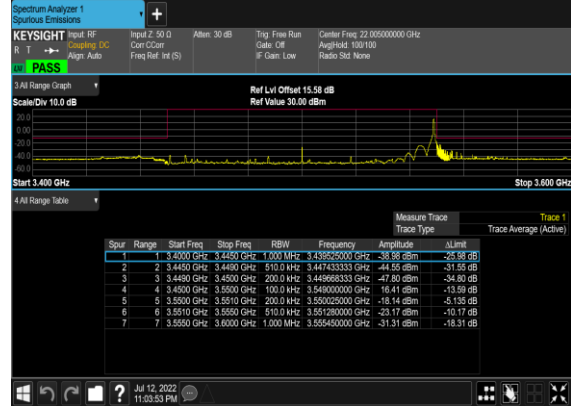 Spectrum Analyzer 1
Spurious Emissions
+
KEYSIGHT Input: RF Input Z: 50 Ω Atten: 30 dB Trig: Free Run Center Freq: 22.005000000 GHz
R T Coupling: DC Corr CCorr Gate: Off Avg|Hold: 100/100
Align: Auto Freq Ref: Int (S) IF Gain: Low Radio Std: None
PASS
3 All Range Graph
Ref Lvl Offset 15.58 dB
Scale/Div 10.0 dB Ref Value 30.00 dBm
20.0
0.00
-20.0
-40.0
-60.0
Start 3.400 GHz Stop 3.600 GHz
4 All Range Table
Measure Trace Trace 1
Trace Type Trace Average (Active)
Spur Range Start Freq Stop Freq RBW Frequency Amplitude ΔLimit
1 1 3.4000 GHz 3.4450 GHz 1.000 MHz 3.439525000 GHz -38.98 dBm -25.98 dB
2 2 3.4450 GHz 3.4490 GHz 510.0 kHz 3.447433333 GHz -44.55 dBm -31.55 dB
3 3 3.4490 GHz 3.4500 GHz 200.0 kHz 3.449668333 GHz -47.80 dBm -34.80 dB
4 4 3.4500 GHz 3.5500 GHz 100.0 kHz 3.549000000 GHz 16.41 dBm -13.59 dB
5 5 3.5500 GHz 3.5510 GHz 200.0 kHz 3.550025000 GHz -18.14 dBm -5.135 dB
6 6 3.5510 GHz 3.5550 GHz 510.0 kHz 3.551280000 GHz -23.17 dBm -10.17 dB
7 7 3.5550 GHz 3.6000 GHz 1.000 MHz 3.555450000 GHz -31.31 dBm -18.31 dB
? Jul 12, 2022
11:03:53 PM